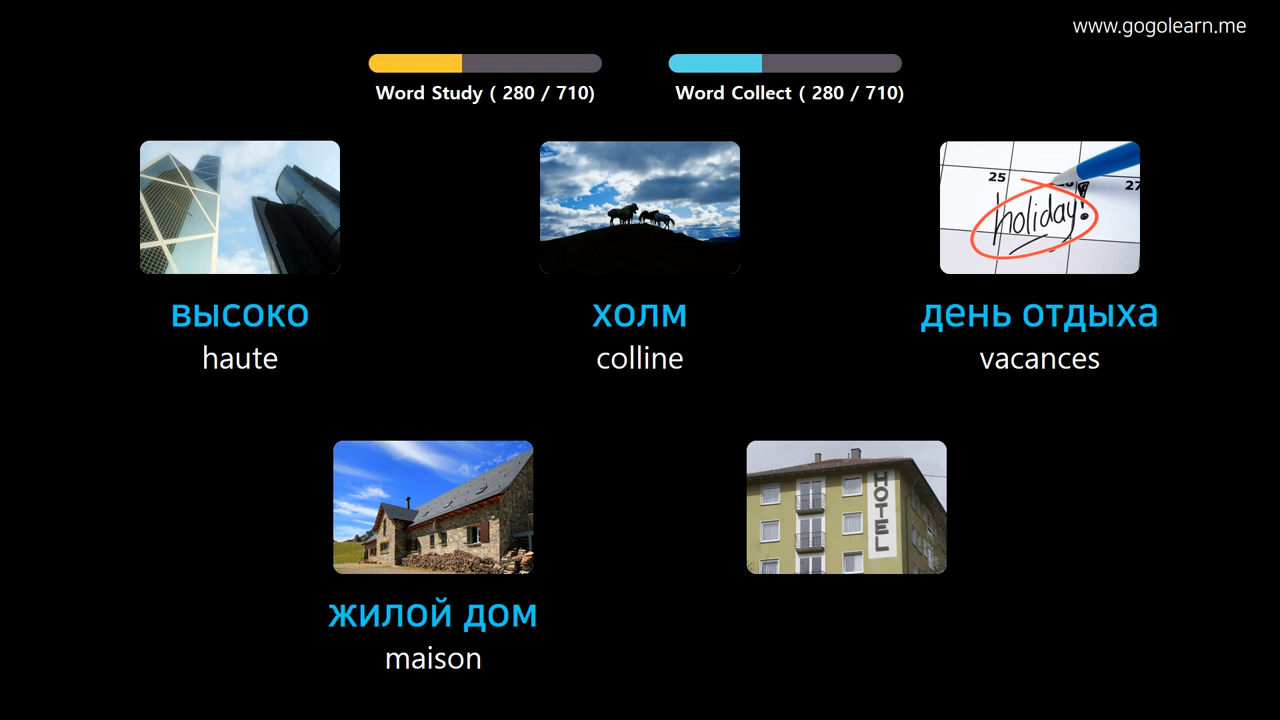 www.gogolearn.me
Word Study ( 280 / 710)
Word Collect ( 280 / 710)
25
27
holiday!
высоко
haute
холм
colline
день отдыха
vacances
HOTEL
жилой дом
maison